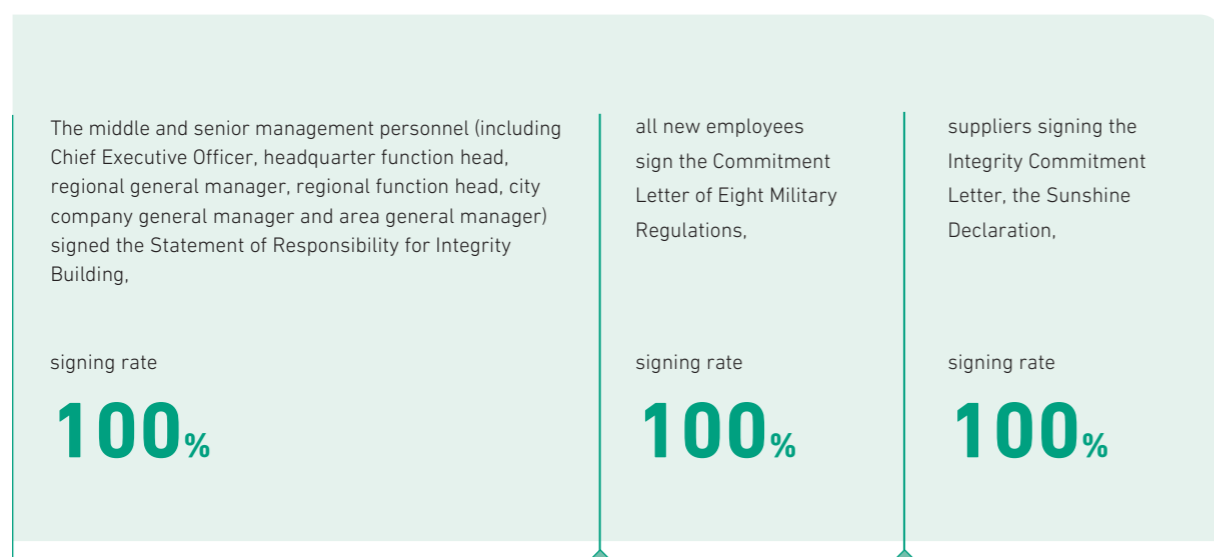 The middle and senior management personnel (including
Chief Executive Officer, headquarter function head,
regional general manager, regional function head, city
company general manager and area general manager)
signed the Statement of Responsibility for Integrity
Building,
signing rate
100%
all new employees
sign the Commitment
Letter of Eight Military
Regulations,
signing rate
100%
suppliers signing the
Integrity Commitment
Letter, the Sunshine
Declaration,
signing rate
100%